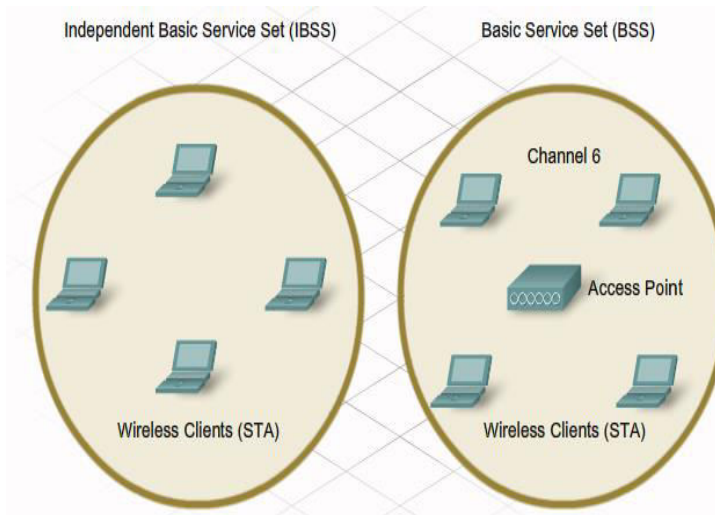 Independent Basic Service Set (IBSS)
Basic Service Set (BSS)
Channel 6
Access Point
Wireless Clients (STA)
Wireless Clients (STA)